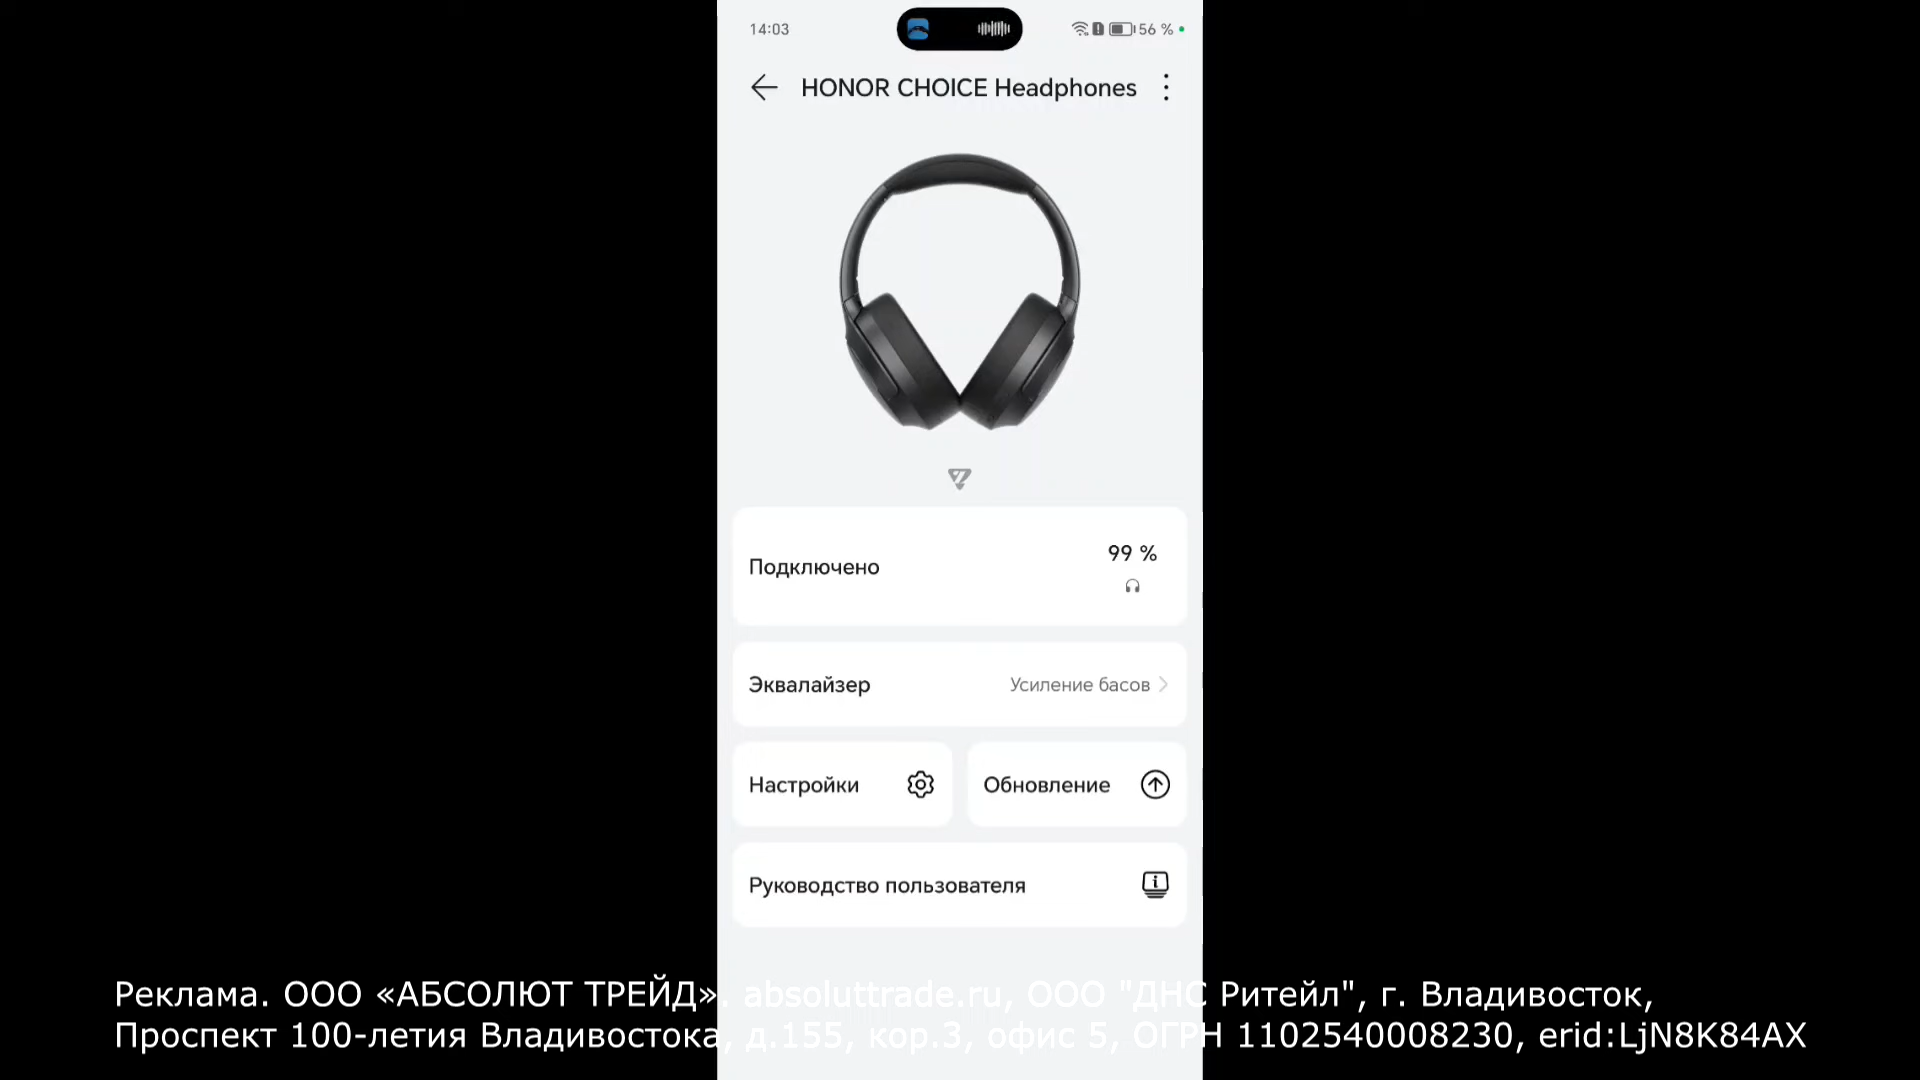 14:03
56 %
HONOR CHOICE Headphones
Подключено
99 %
Эквалайзер
Усиление басов
Настройки
Обновление
Руководство пользователя
Реклама. ООО «АБСОЛЮТ ТРЕЙД». absoluttrade.ru, ООО "ДНС Ритейл", г. Владивосток,
Проспект 100-летия Владивостока, д.155, кор.3, офис 5, ОГРН 1102540008230, erid:LjN8K84AX